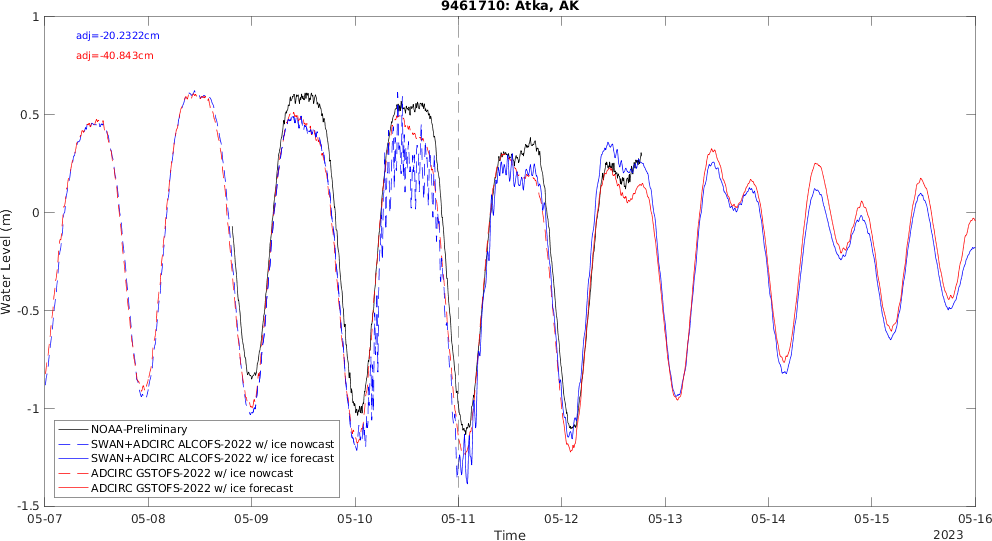 9461710: Atka, AK
adj=-20.2322cm
adj=-40.843cm
Water Level (m)
1
0.5
0
-0.5
-1
-1.5
NOAA-Preliminary
SWAN+ADCIRC ALCOFS-2022 w/ ice nowcast
SWAN+ADCIRC ALCOFS-2022 w/ ice forecast
ADCIRC GSTOFS-2022 w/ ice nowcast
ADCIRC GSTOFS-2022 w/ ice forecast
05-07 05-08 05-09 05-10 05-11 05-12 05-13 05-14 05-15 05-16
Time
2023